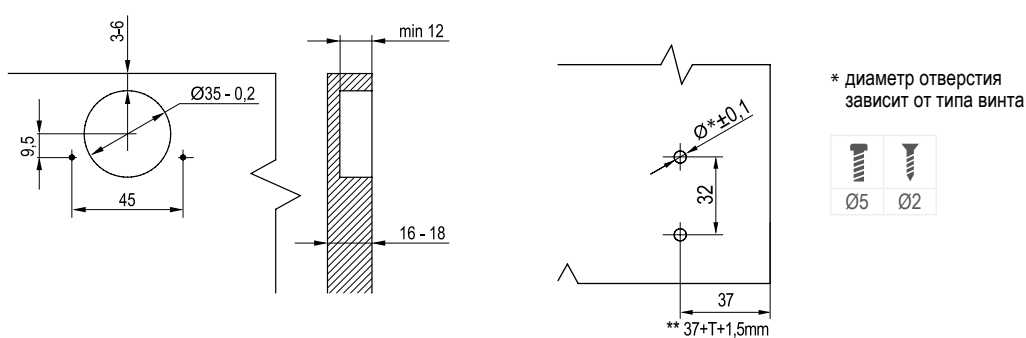 3-6
Ø35 - 0,2
9,5
45
min 12
16 - 18
Ø*±0,1
32
37
** 37+T+1,5mm
* диаметр отверстия
зависит от типа винта
Ø5 Ø2